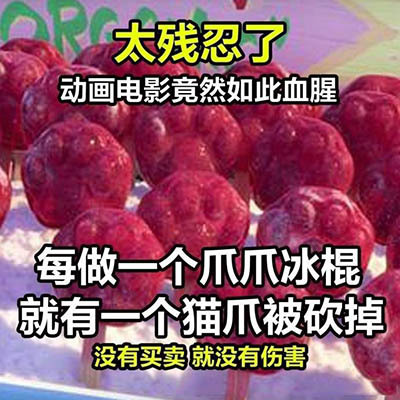 ORGA
太残忍了
动画电影竟然如此血腥
每做一个爪爪冰棍
就有一个猫爪被砍掉
没有买卖 就没有伤害